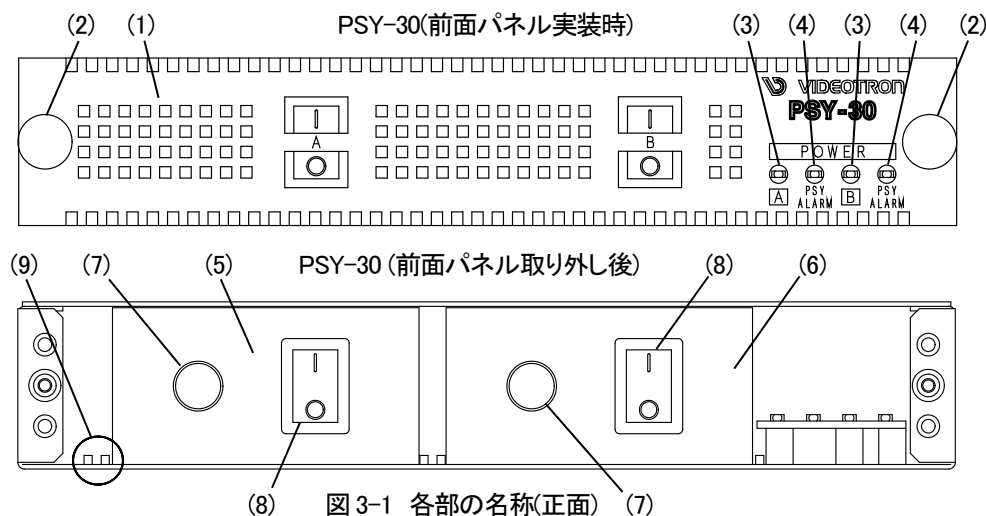 PSY-30(前面パネル実装時)
(2) (1) (3) (4) (3) (4) (2)
VIDEOTRON
PSY-30
A B
POWER
A PSY ALARM B PSY ALARM
PSY-30 (前面パネル取り外し後)
(9) (7) (5) (8) (6)
(8) 図 3-1 各部の名称(正面) (7)